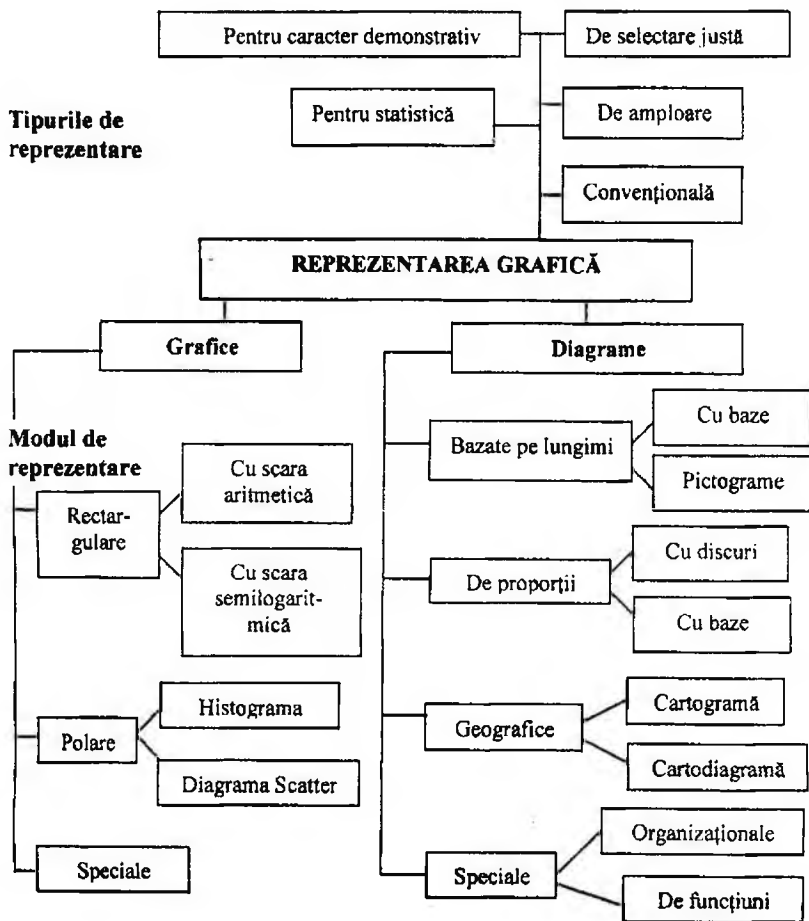 Pentru caracter demonstrativ
De selectare justă
Tipurile de
reprezentare
Pentru statistică
De amploare
Convențională
REPREZENTAREA GRAFICĂ
Grafice
Diagrame
Modul de
reprezentare
Rectar-
gulare
Cu scara
aritmetică
Cu scara
semilogarit-
mică
Polare
Histograma
Diagrama Scatter
Speciale
Bazate pe lungimi
Cu baze
Pictograme
De proporții
Cu discuri
Cu baze
Geografice
Cartogramă
Cartodiagramă
Speciale
Organizaționale
De funcțiuni